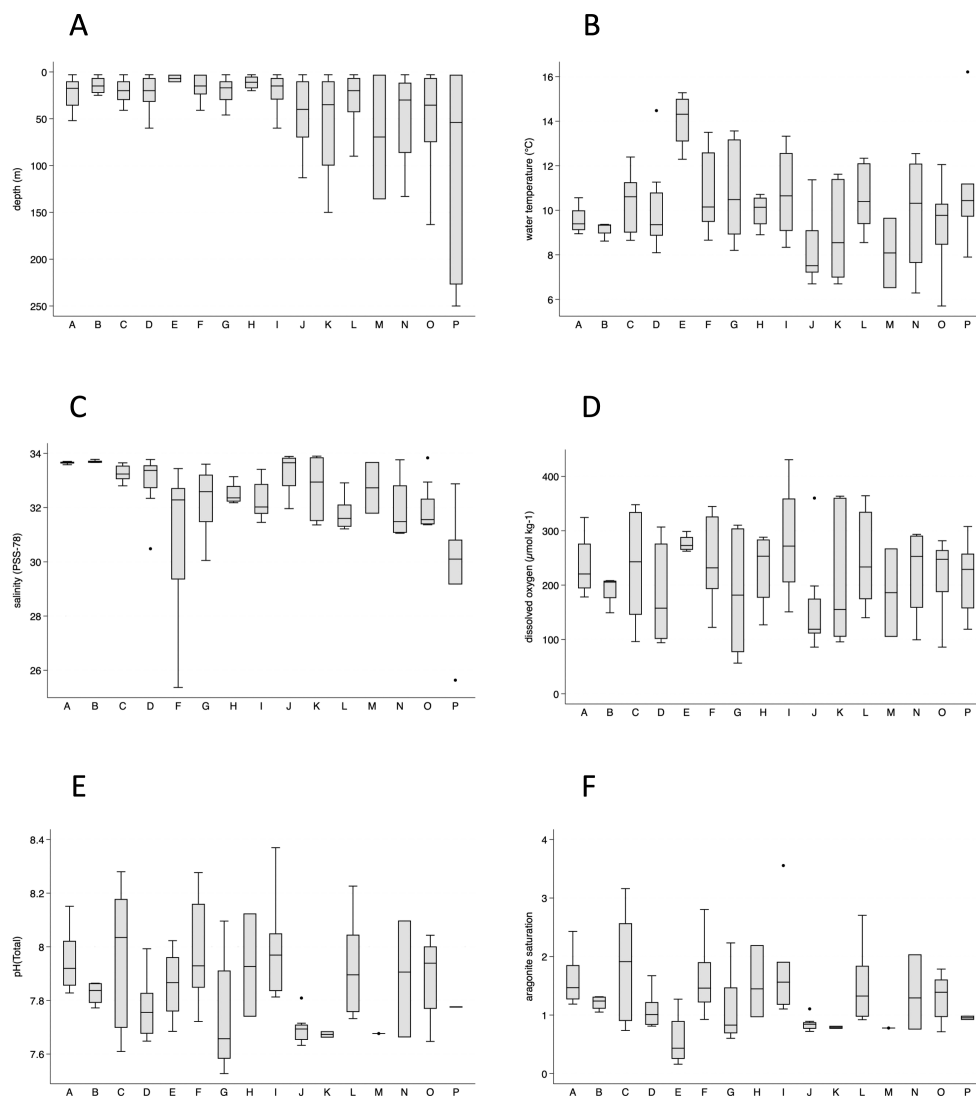 A
B
0
50
100
150
200
250
depth (m)
A B C D E F G H I J K L M N O P
16
14
12
10
8
6
water temperature (°C)
A B C D E F G H I J K L M N O P
C
D
34
32
30
28
26
salinity (PSS-78)
A B C D F G H I J K L M N O P
400
300
200
100
0
dissolved oxygen (µmol kg-1)
A B C D E F G H I J K L M N O P
E
F
8.4
8.2
8
7.8
7.6
pH(Total)
A B C D E F G H I J K L M N O P
4
3
2
1
0
aragonite saturation
A B C D E F G H I J K L M N O P